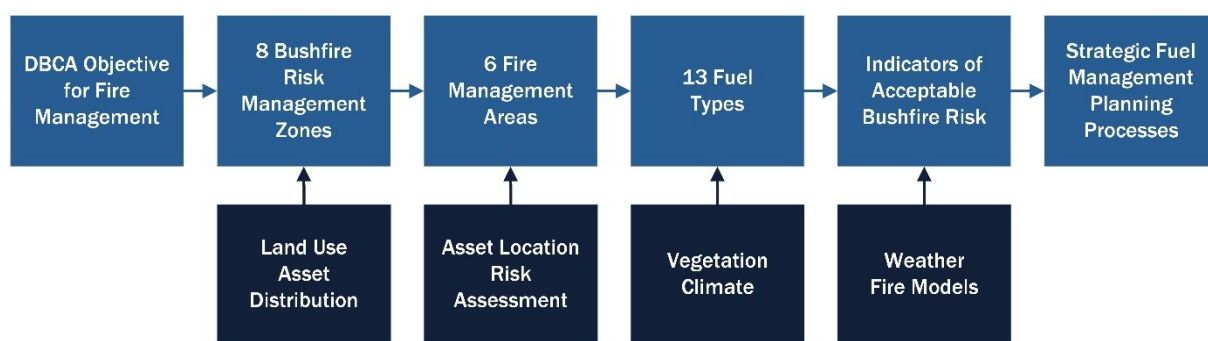 DBCA Objective
for Fire
Management
8 Bushfire
Risk
Management
Zones
6 Fire
Management
Areas
13 Fuel
Types
Indicators of
Acceptable
Bushfire Risk
Strategic Fuel
Management
Planning
Processes
Land Use
Asset
Distribution
Asset Location
Risk
Assessment
Vegetation
Climate
Weather
Fire Models